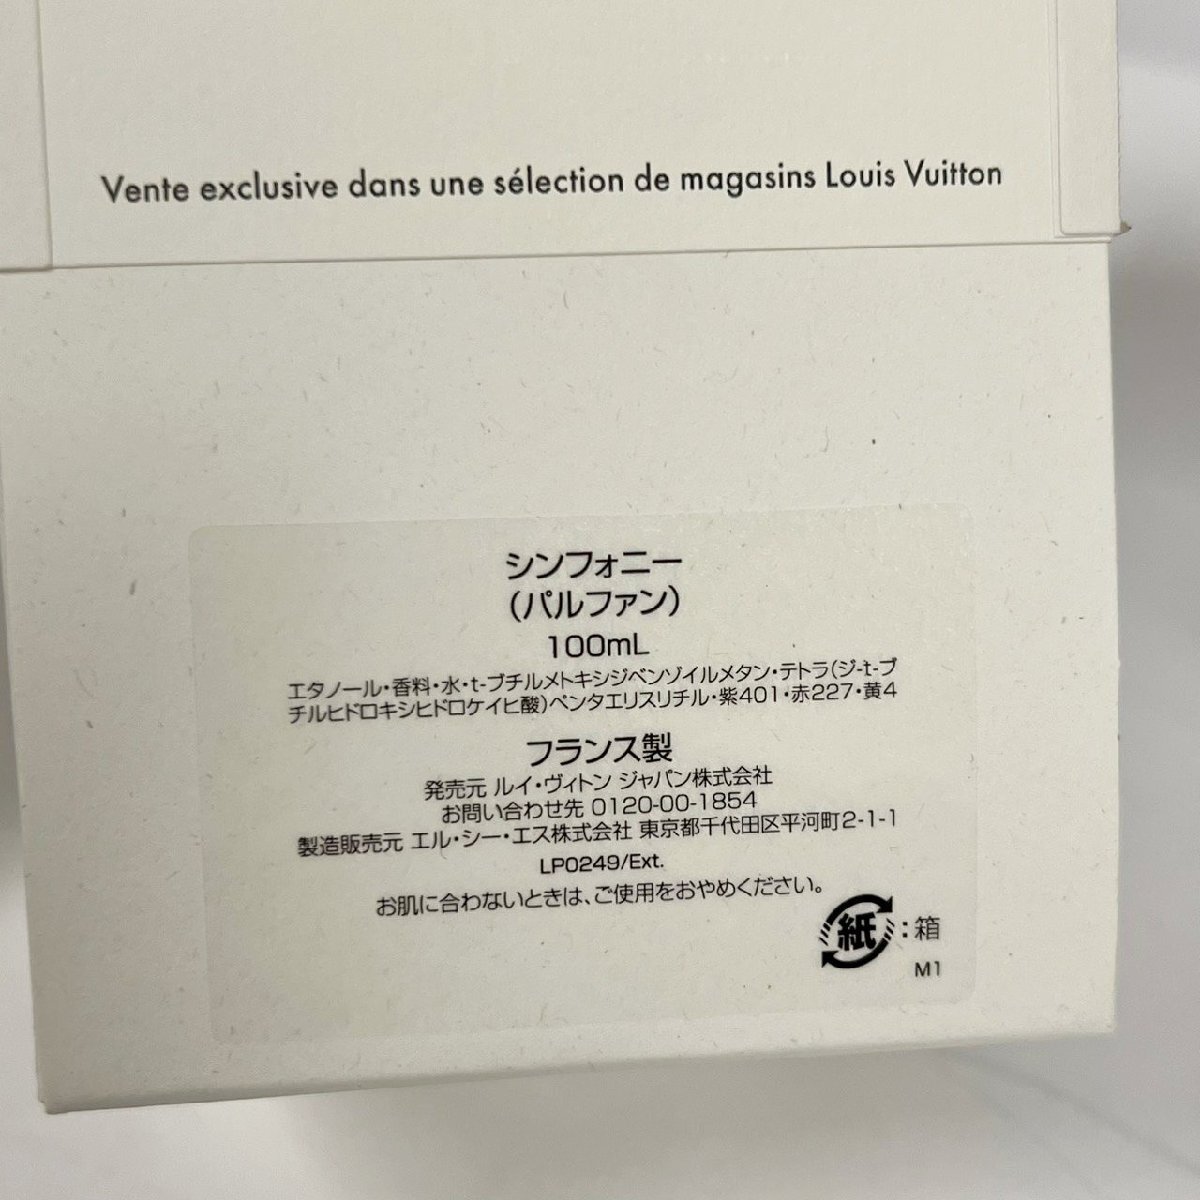 Vente exclusive dans une sélection de magasins Louis Vuitton
シンフォニー
(パルファン)
100mL
エタノール・香料・水・t-ブチルメトキシジベンゾイルメタン・テトラ(ジ-t-ブ
チルヒドロキシヒドロケイヒ酸)ペンタエリスリチル・紫401・赤227・黄4
フランス製
発売元 ルイ・ヴィトン ジャパン株式会社
お問い合わせ先 0120-00-1854
製造販売元 エル・シー・エス株式会社 東京都千代田区平河町2-1-1
LP0249/Ext.
お肌に合わないときは、ご使用をおやめください。
紙:箱
M1